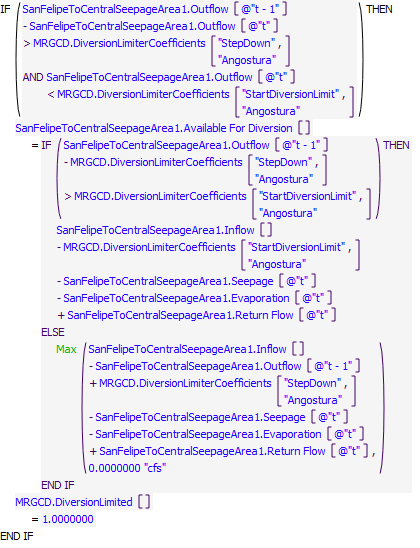 IF SanFelipeToCentralSeepageArea1.Outflow [ @"t - 1" ] THEN
- SanFelipeToCentralSeepageArea1.Outflow [ @"t" ]
> MRGCD.DiversionLimiterCoefficients [ "StepDown" ,
"Angostura" ]
AND SanFelipeToCentralSeepageArea1.Outflow [ @"t" ]
< MRGCD.DiversionLimiterCoefficients [ "StartDiversionLimit" ,
"Angostura" ]
SanFelipeToCentralSeepageArea1.Available For Diversion [ ]
= IF ( SanFelipeToCentralSeepageArea1.Outflow [ @"t - 1" ] ) THEN
- MRGCD.DiversionLimiterCoefficients [ "StepDown" ,
"Angostura" ]
> MRGCD.DiversionLimiterCoefficients [ "StartDiversionLimit" ,
"Angostura" ]
SanFelipeToCentralSeepageArea1.Inflow [ ]
- MRGCD.DiversionLimiterCoefficients [ "StartDiversionLimit" ,
"Angostura" ]
- SanFelipeToCentralSeepageArea1.Seepage [ @"t" ]
- SanFelipeToCentralSeepageArea1.Evaporation [ @"t" ]
+ SanFelipeToCentralSeepageArea1.Return Flow [ @"t" ]
ELSE
Max ( SanFelipeToCentralSeepageArea1.Inflow [ ]
- SanFelipeToCentralSeepageArea1.Outflow [ @"t - 1" ]
+ MRGCD.DiversionLimiterCoefficients [ "StepDown" ,
"Angostura" ]
- SanFelipeToCentralSeepageArea1.Seepage [ @"t" ]
- SanFelipeToCentralSeepageArea1.Evaporation [ @"t" ]
+ SanFelipeToCentralSeepageArea1.Return Flow [ @"t" ] ,
0.0000000 "cfs" )
END IF
MRGCD.DiversionLimited [ ]
= 1.0000000
END IF